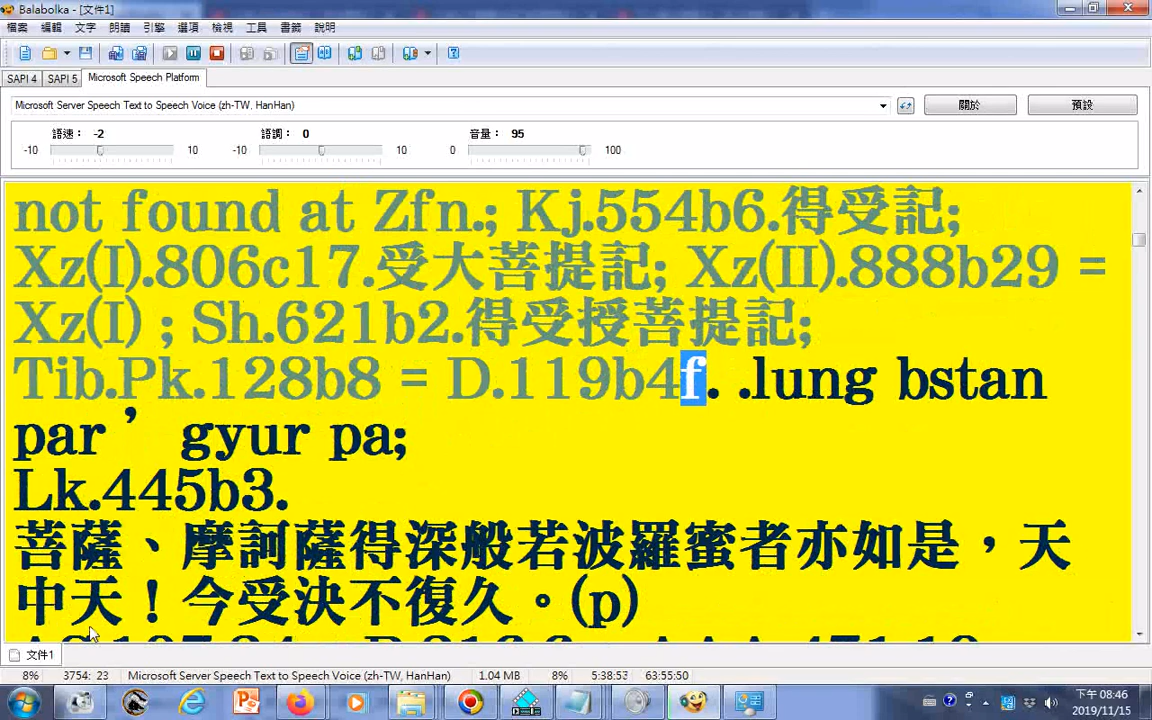 Balabolka - [文件1]
檔案 編輯 文字 朗讀 引擎 選項 檢視 工具 書籤 說明
SAPI 4 SAPI 5 Microsoft Speech Platform
Microsoft Server Speech Text to Speech Voice (zh-TW, HanHan) 關於 預設
語速： -2 語調： 0 音量： 95
-10 10 -10 10 0 100
not found at Zfn.; Kj.554b6.得受記;
Xz(I).806c17.受大菩提記; Xz(II).888b29 =
Xz(I) ; Sh.621b2.得受授菩提記;
Tib.Pk.128b8 = D.119b4f. .lung bstan
par ’ gyur pa;
Lk.445b3.
菩薩、摩訶薩得深般若波羅蜜者亦如是，天
中天！今受決不復久。(p)
文件1
8% 3754: 23 Microsoft Server Speech Text to Speech Voice (zh-TW, HanHan) 1.04 MB 8% 5:38:53 63:55:50
下午 08:46
2019/11/15